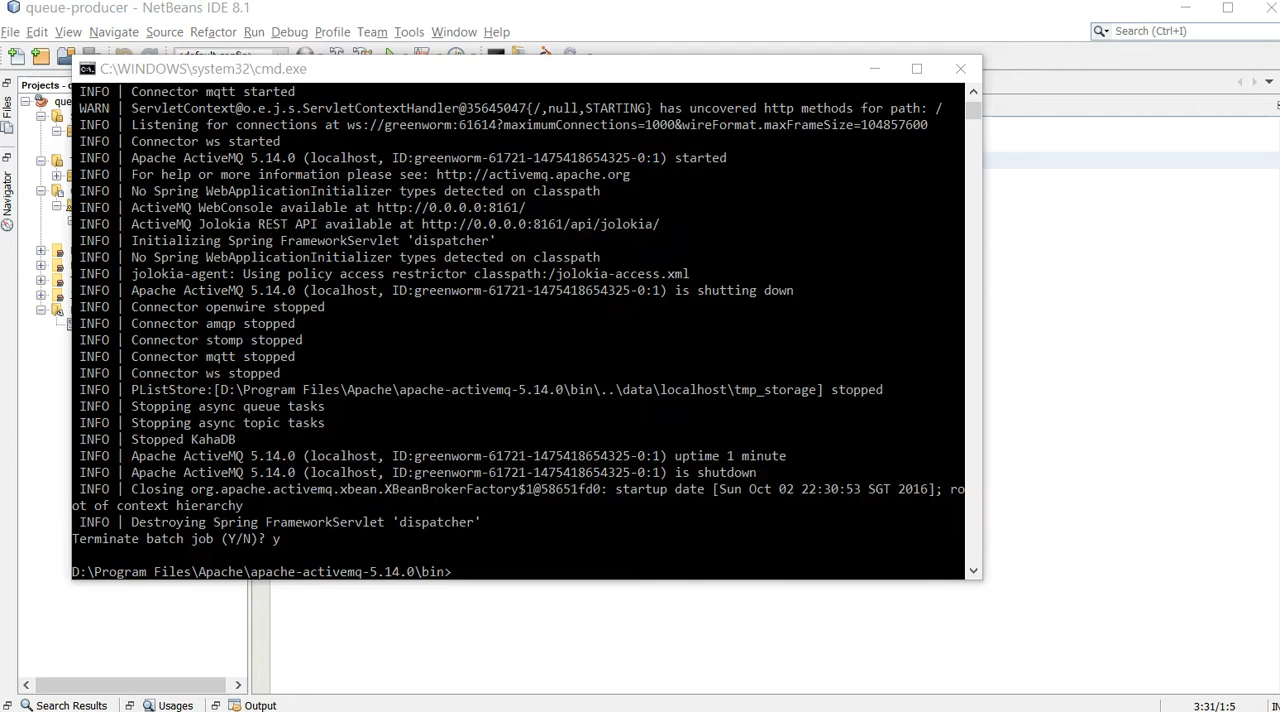 queue-producer - NetBeans IDE 8.1
File Edit View Navigate Source Refactor Run Debug Profile Team Tools Window Help
Search (Ctrl+I)
C:\WINDOWS\system32\cmd.exe
Projects
Files
Navigator
INFO | Connector mqtt started
WARN | ServletContext@o.e.j.s.ServletContextHandler@35645047{/,null,STARTING} has uncovered http methods for path: /
INFO | Listening for connections at ws://greenworm:61614?maximumConnections=1000&wireFormat.maxFrameSize=104857600
INFO | Connector ws started
INFO | Apache ActiveMQ 5.14.0 (localhost, ID:greenworm-61721-1475418654325-0:1) started
INFO | For help or more information please see: http://activemq.apache.org
INFO | No Spring WebApplicationInitializer types detected on classpath
INFO | ActiveMQ WebConsole available at http://0.0.0.0:8161/
INFO | ActiveMQ Jolokia REST API available at http://0.0.0.0:8161/api/jolokia/
INFO | Initializing Spring FrameworkServlet 'dispatcher'
INFO | No Spring WebApplicationInitializer types detected on classpath
INFO | jolokia-agent: Using policy access restrictor classpath:/jolokia-access.xml
INFO | Apache ActiveMQ 5.14.0 (localhost, ID:greenworm-61721-1475418654325-0:1) is shutting down
INFO | Connector openwire stopped
INFO | Connector amqp stopped
INFO | Connector stomp stopped
INFO | Connector mqtt stopped
INFO | Connector ws stopped
INFO | PListStore:[D:\Program Files\Apache\apache-activemq-5.14.0\bin\..\data\localhost\tmp_storage] stopped
INFO | Stopping async queue tasks
INFO | Stopping async topic tasks
INFO | Stopped KahaDB
INFO | Apache ActiveMQ 5.14.0 (localhost, ID:greenworm-61721-1475418654325-0:1) uptime 1 minute
INFO | Apache ActiveMQ 5.14.0 (localhost, ID:greenworm-61721-1475418654325-0:1) is shutdown
INFO | Closing org.apache.activemq.xbean.XBeanBrokerFactory$1@58651fd0: startup date [Sun Oct 02 22:30:53 SGT 2016]; ro
ot of context hierarchy
INFO | Destroying Spring FrameworkServlet 'dispatcher'
Terminate batch job (Y/N)? y
D:\Program Files\Apache\apache-activemq-5.14.0\bin>
Search Results Usages Output
3:31/1:5